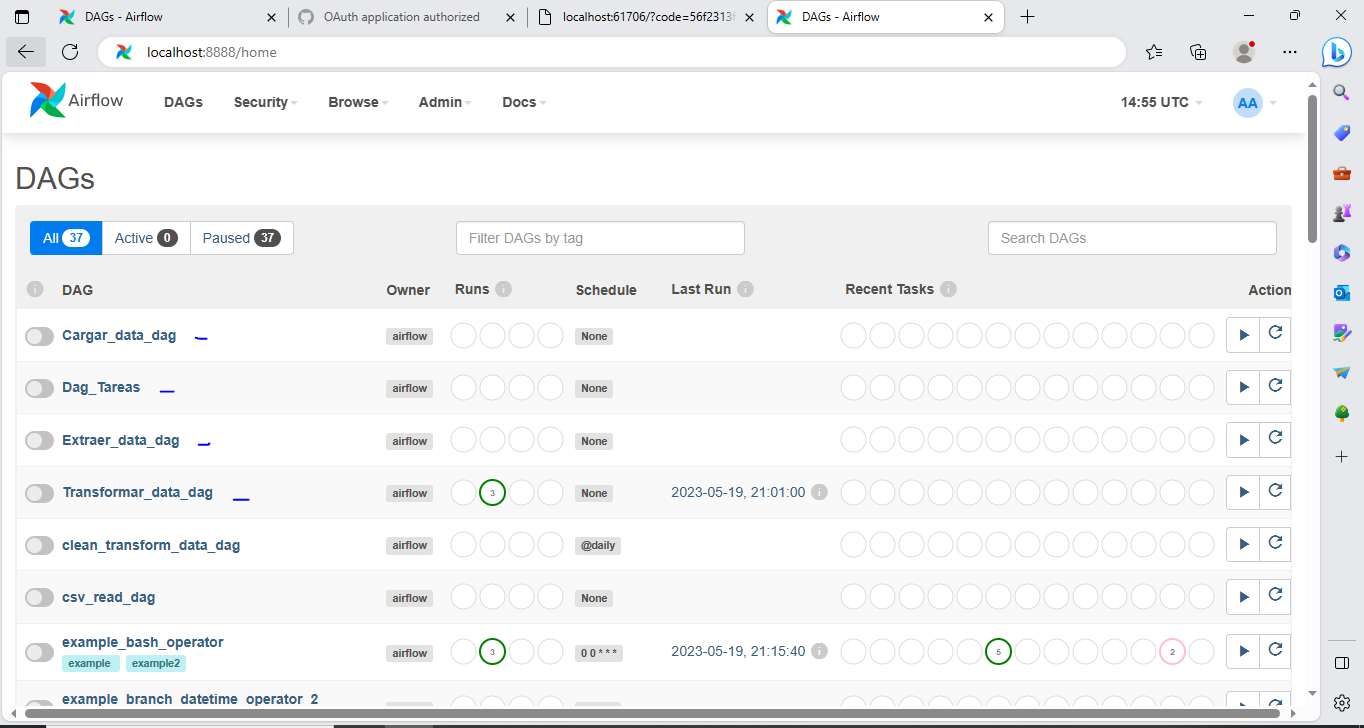 DAGs - Airflow
OAuth application authorized
localhost:61706/?code=56f2313
DAGs - Airflow
localhost:8888/home
Airflow DAGs Security Browse Admin Docs 14:55 UTC AA
DAGs
All 37 Active 0 Paused 37 Filter DAGs by tag Search DAGs
DAG Owner Runs Schedule Last Run Recent Tasks Action
Cargar_data_dag airflow None
Dag_Tareas airflow None
Extraer_data_dag airflow None
Transformar_data_dag airflow 3 None 2023-05-19, 21:01:00
clean_transform_data_dag airflow @daily
csv_read_dag airflow None
example_bash_operator airflow 3 0 0 * * * 2023-05-19, 21:15:40 5 2
example example2
example_branch_datetime_operator_2